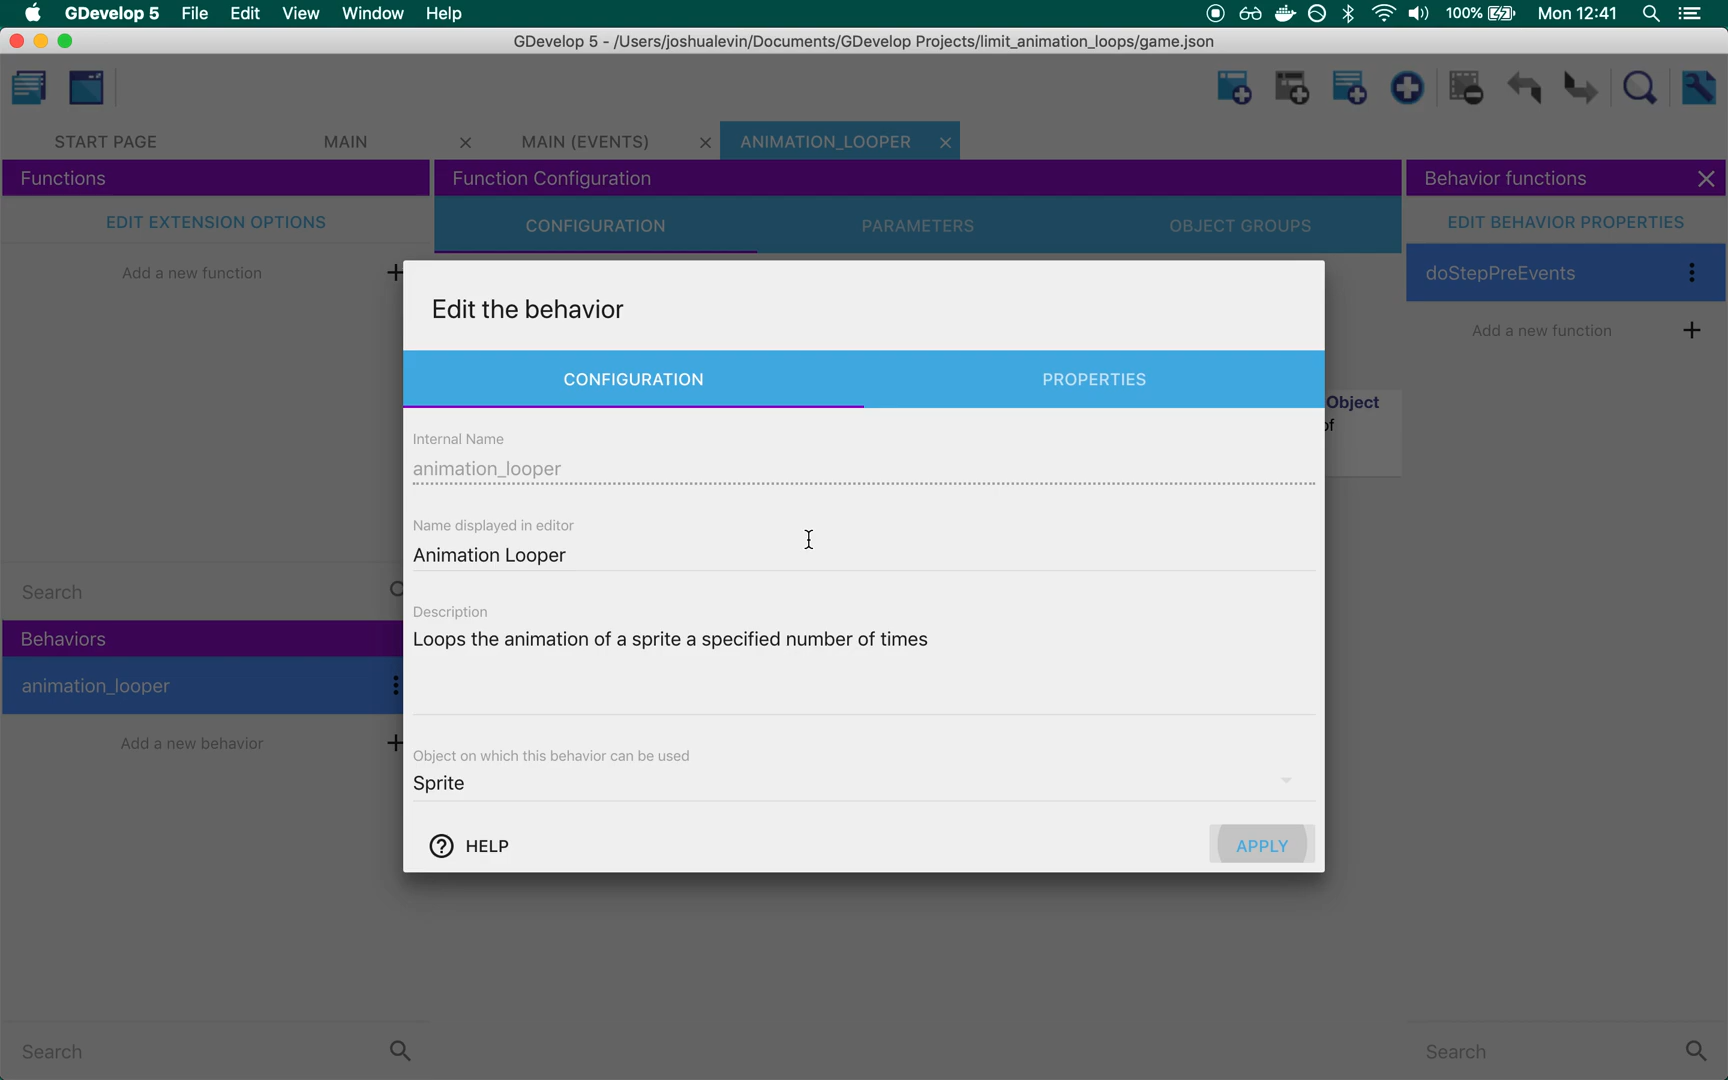 GDevelop 5 File Edit View Window Help 100% Mon 12:41
GDevelop 5 - /Users/joshualevin/Documents/GDevelop Projects/limit_animation_loops/game.json
START PAGE MAIN MAIN (EVENTS) ANIMATION_LOOPER
Functions Function Configuration Behavior functions
EDIT EXTENSION OPTIONS CONFIGURATION PARAMETERS OBJECT GROUPS EDIT BEHAVIOR PROPERTIES
Add a new function doStepPreEvents
Edit the behavior
Add a new function
CONFIGURATION PROPERTIES
Object
of
Internal Name
animation_looper
Name displayed in editor
Animation Looper
Search
Description
Behaviors Loops the animation of a sprite a specified number of times
animation_looper
Add a new behavior
Object on which this behavior can be used
Sprite
HELP APPLY
Search Search